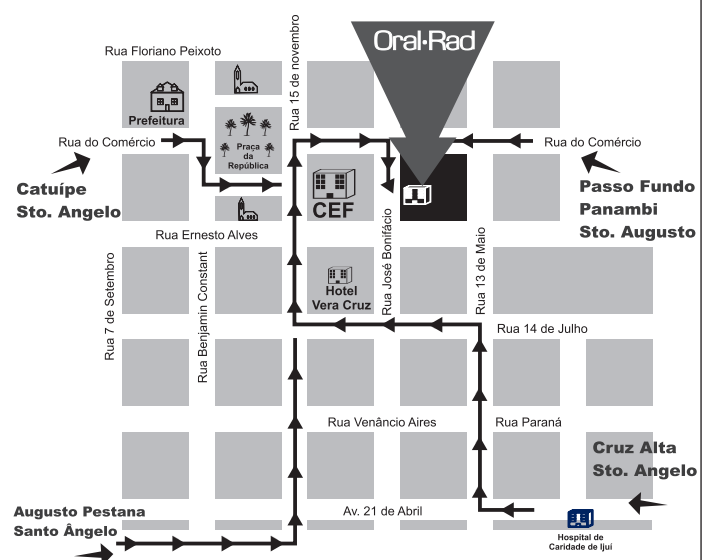 Oral·Rad
Rua Floriano Peixoto
Rua 15 de novembro
Prefeitura
Praça
da
República
Rua do Comércio
Rua do Comércio
Catuípe
Sto. Angelo
CEF
Passo Fundo
Panambi
Sto. Augusto
Rua Ernesto Alves
Rua José Bonifácio
Rua 13 de Maio
Rua 7 de Setembro
Rua Benjamin Constant
Hotel
Vera Cruz
Rua 14 de Julho
Rua Venâncio Aires
Rua Paraná
Cruz Alta
Sto. Angelo
Augusto Pestana
Santo Ângelo
Av. 21 de Abril
Hospital de
Caridade de Ijuí